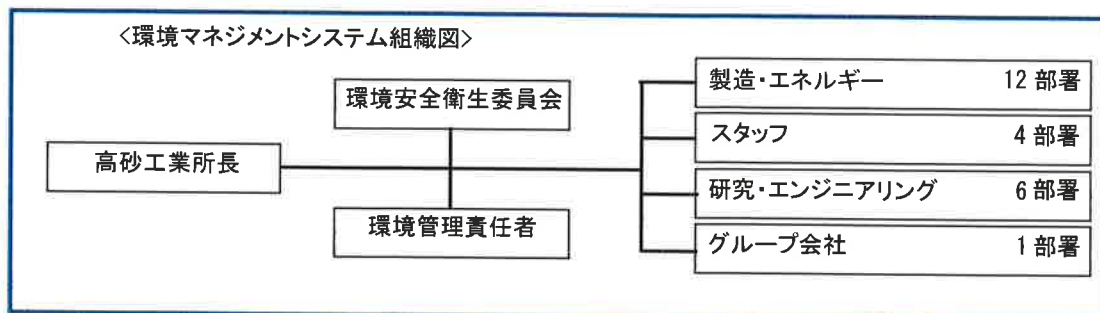 <環境マネジメントシステム組織図>
環境安全衛生委員会
高砂工業所長
環境管理責任者
製造・エネルギー 12 部署
スタッフ 4 部署
研究・エンジニアリング 6 部署
グループ会社 1 部署